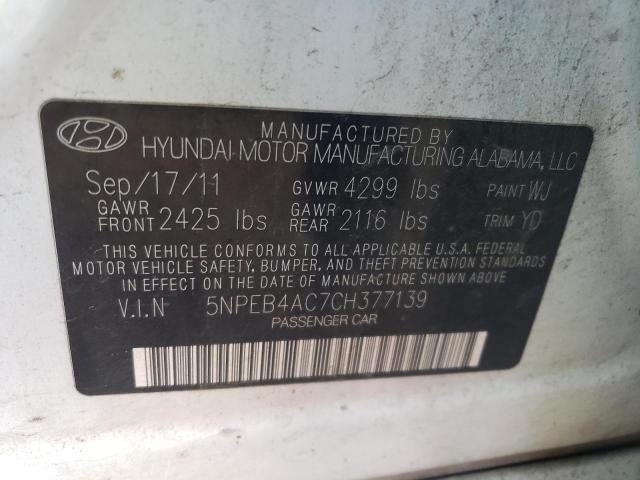 MANUFACTURED BY
HYUNDAI MOTOR MANUFACTURING ALABAMA, LLC
Sep/17/11 GVWR 4299 lbs PAINT WJ
GAWR FRONT 2425 lbs GAWR REAR 2116 lbs TRIM YD
THIS VEHICLE CONFORMS TO ALL APPLICABLE U.S.A. FEDERAL
MOTOR VEHICLE SAFETY, BUMPER, AND THEFT PREVENTION STANDARDS
IN EFFECT ON THE DATE OF MANUFACTURE SHOWN ABOVE
V.I.N 5NPEB4AC7CH377139
PASSENGER CAR